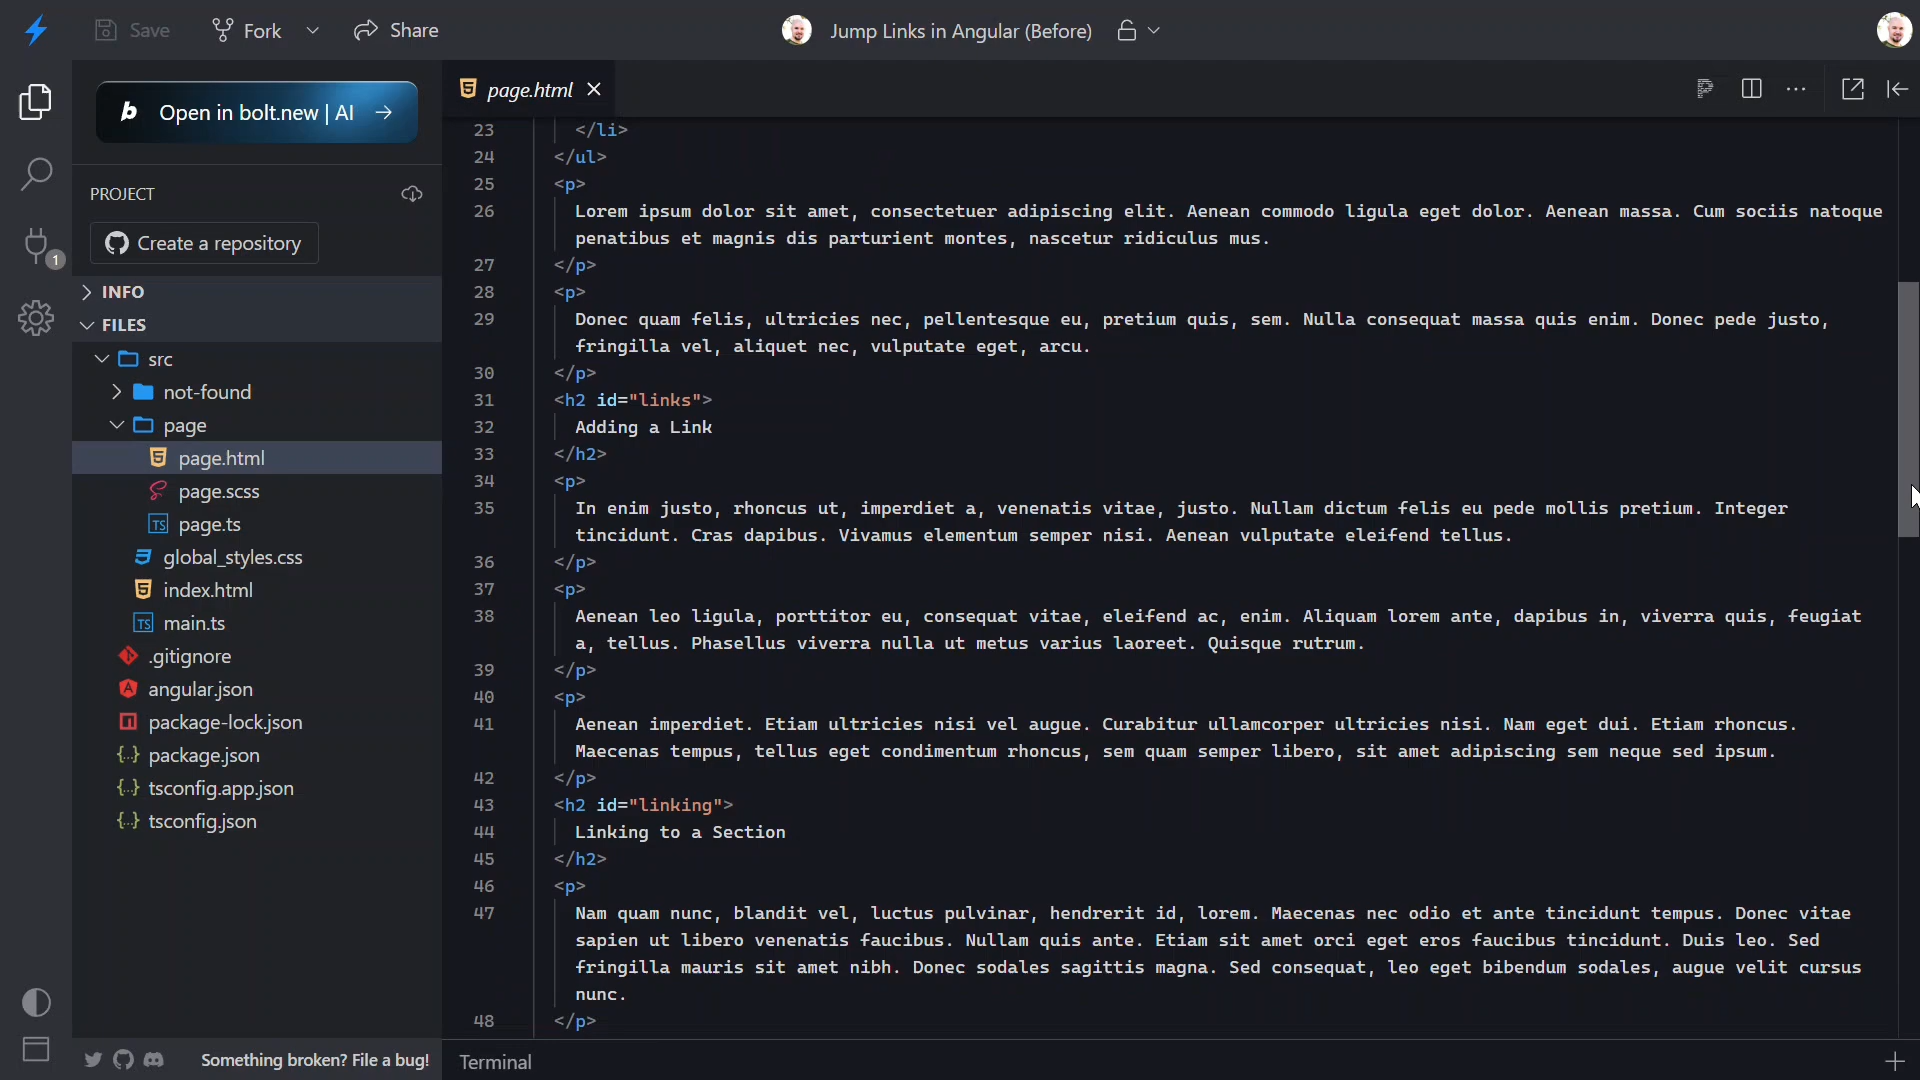 Save
Fork
Share
Jump Links in Angular (Before)
b Open in bolt.new | AI
PROJECT
Create a repository
1
INFO
FILES
src
not-found
page
page.html
page.scss
TS page.ts
global_styles.css
index.html
TS main.ts
.gitignore
angular.json
package-lock.json
{..} package.json
{..} tsconfig.app.json
{..} tsconfig.json
Something broken? File a bug!
page.html
23 </li>
24 </ul>
25 <p>
26 Lorem ipsum dolor sit amet, consectetuer adipiscing elit. Aenean commodo ligula eget dolor. Aenean massa. Cum sociis natoque
penatibus et magnis dis parturient montes, nascetur ridiculus mus.
27 </p>
28 <p>
29 Donec quam felis, ultricies nec, pellentesque eu, pretium quis, sem. Nulla consequat massa quis enim. Donec pede justo,
fringilla vel, aliquet nec, vulputate eget, arcu.
30 </p>
31 <h2 id="links">
32 Adding a Link
33 </h2>
34 <p>
35 In enim justo, rhoncus ut, imperdiet a, venenatis vitae, justo. Nullam dictum felis eu pede mollis pretium. Integer
tincidunt. Cras dapibus. Vivamus elementum semper nisi. Aenean vulputate eleifend tellus.
36 </p>
37 <p>
38 Aenean leo ligula, porttitor eu, consequat vitae, eleifend ac, enim. Aliquam lorem ante, dapibus in, viverra quis, feugiat
a, tellus. Phasellus viverra nulla ut metus varius laoreet. Quisque rutrum.
39 </p>
40 <p>
41 Aenean imperdiet. Etiam ultricies nisi vel augue. Curabitur ullamcorper ultricies nisi. Nam eget dui. Etiam rhoncus.
Maecenas tempus, tellus eget condimentum rhoncus, sem quam semper libero, sit amet adipiscing sem neque sed ipsum.
42 </p>
43 <h2 id="linking">
44 Linking to a Section
45 </h2>
46 <p>
47 Nam quam nunc, blandit vel, luctus pulvinar, hendrerit id, lorem. Maecenas nec odio et ante tincidunt tempus. Donec vitae
sapien ut libero venenatis faucibus. Nullam quis ante. Etiam sit amet orci eget eros faucibus tincidunt. Duis leo. Sed
fringilla mauris sit amet nibh. Donec sodales sagittis magna. Sed consequat, leo eget bibendum sodales, augue velit cursus
nunc.
48 </p>
Terminal